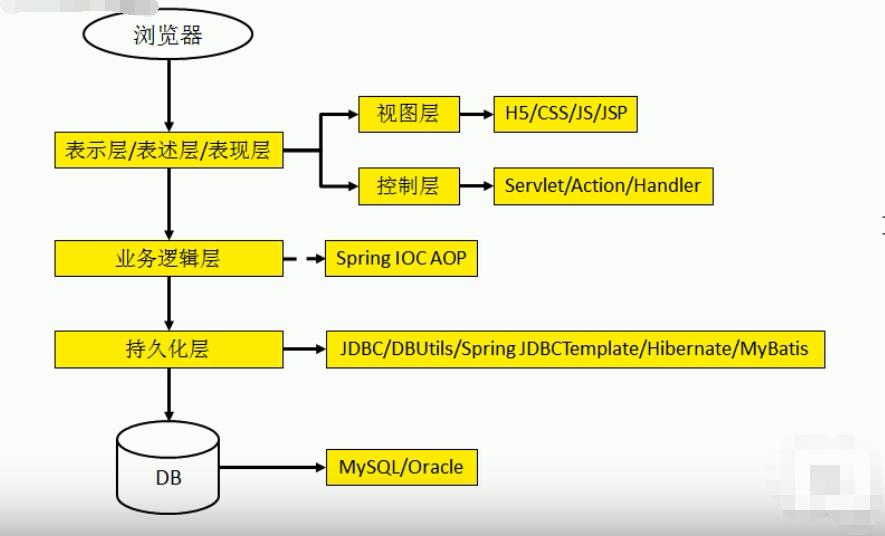 浏览器
视图层
H5/CSS/JS/JSP
表示层/表述层/表现层
控制层
Servlet/Action/Handler
业务逻辑层
Spring IOC AOP
持久化层
JDBC/DBUtils/Spring JDBCTemplate/Hibernate/MyBatis
DB
MySQL/Oracle